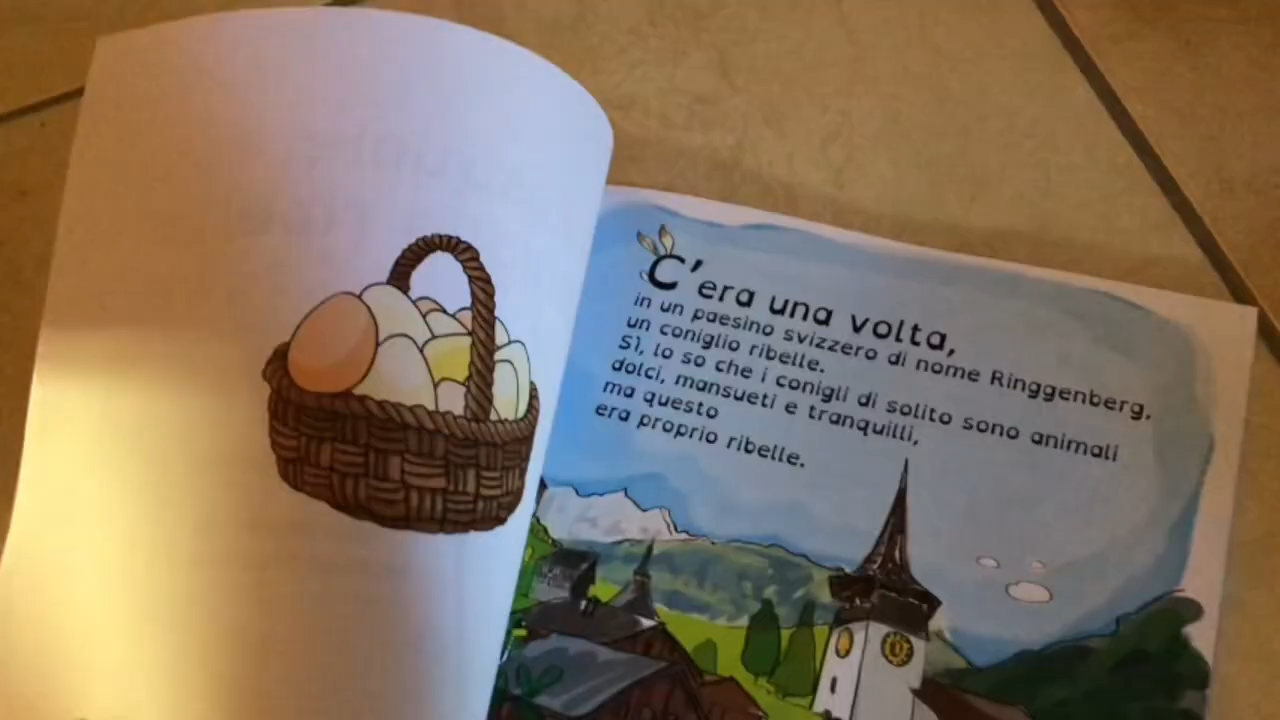 C'era una volta,
in un paesino svizzero di nome Ringgenberg,
un coniglio ribelle.
Sì, lo so che i conigli di solito sono animali
dolci, mansueti e tranquilli,
ma questo
era proprio ribelle.